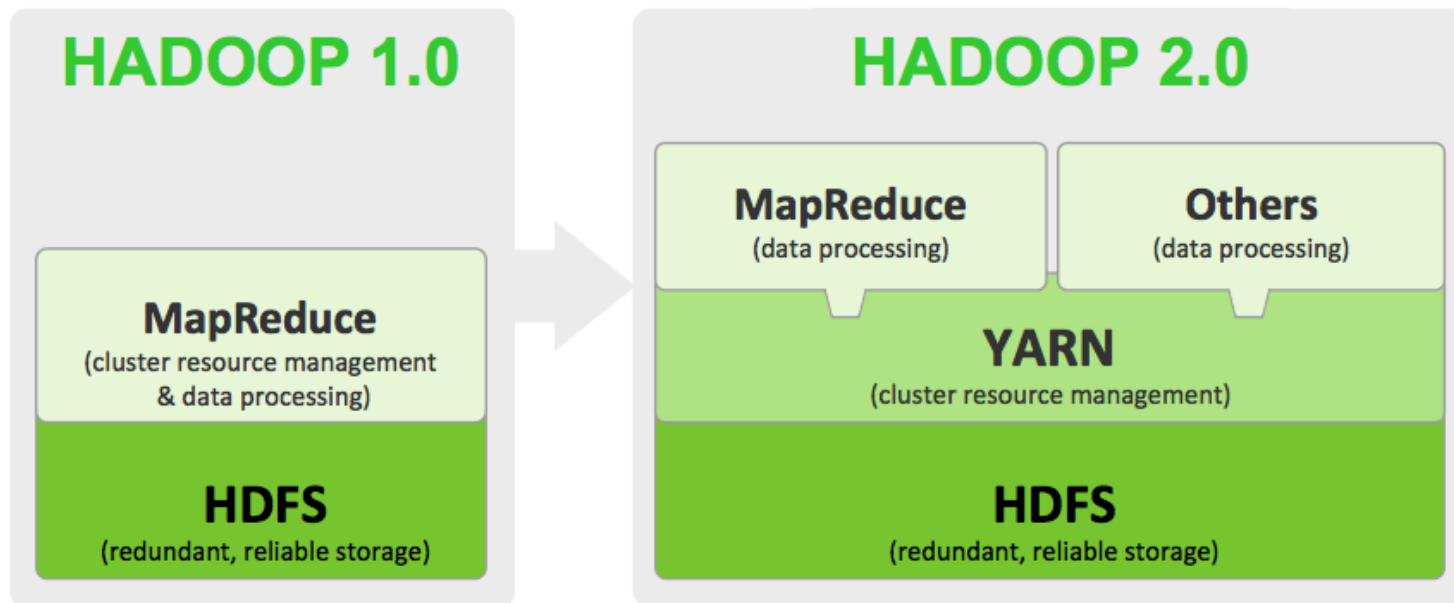 HADOOP 1.0
MapReduce
(cluster resource management
& data processing)
HDFS
(redundant, reliable storage)
HADOOP 2.0
MapReduce
(data processing)
Others
(data processing)
YARN
(cluster resource management)
HDFS
(redundant, reliable storage)